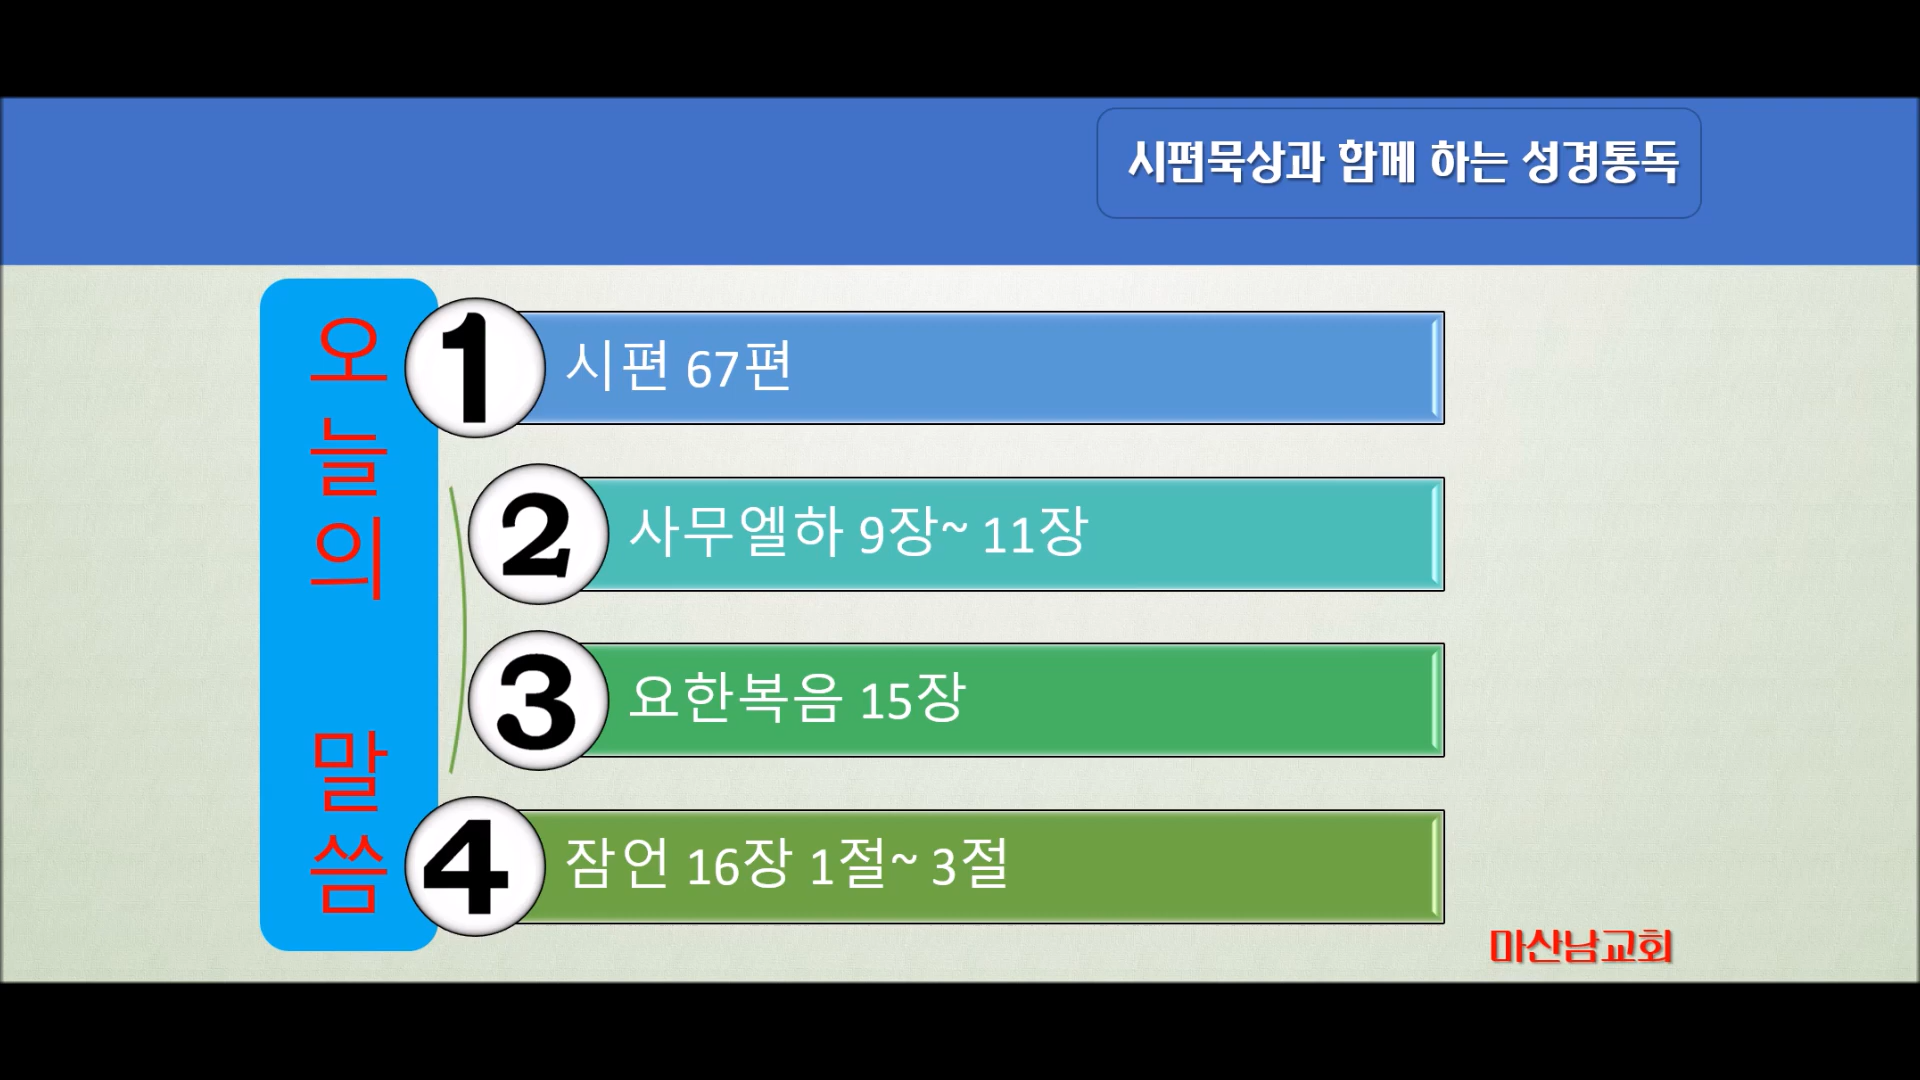 시편묵상과 함께 하는 성경통독
오늘의 말씀
1 시편 67편
2 사무엘하 9장~ 11장
3 요한복음 15장
4 잠언 16장 1절~ 3절
마산남교회